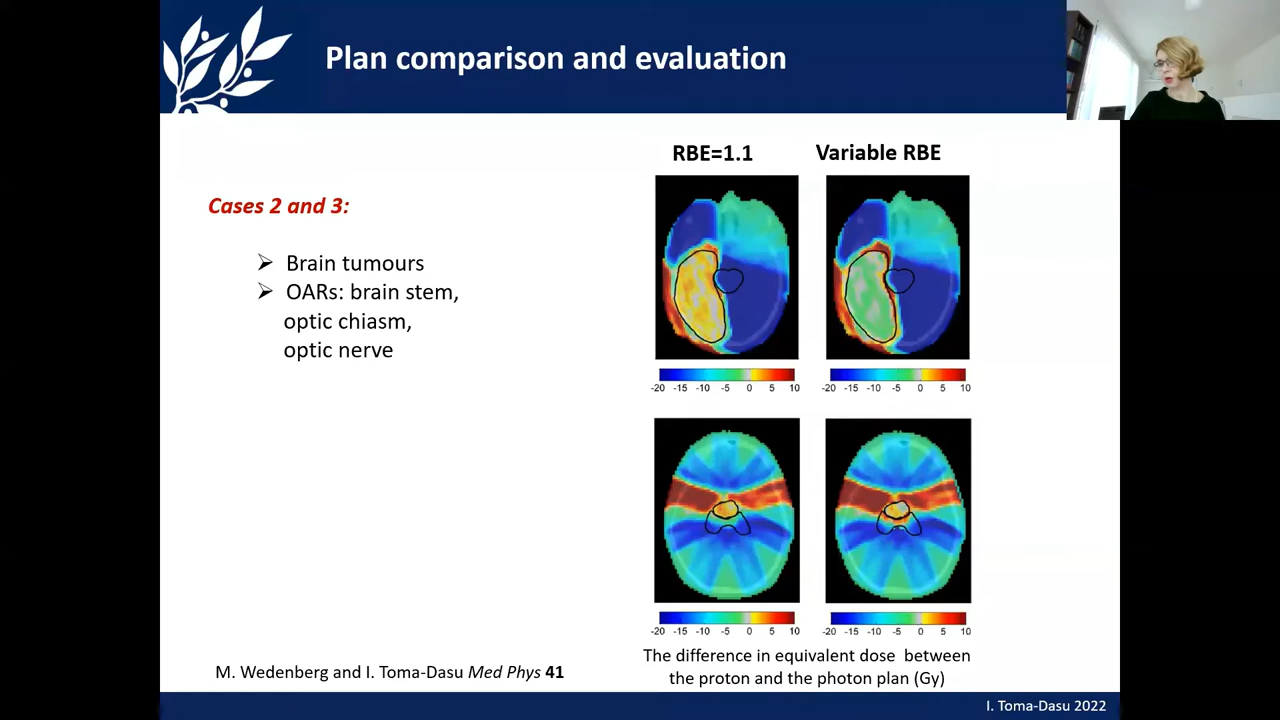 Plan comparison and evaluation
RBE=1.1
Variable RBE
Cases 2 and 3:
Brain tumours
OARs: brain stem,
optic chiasm,
optic nerve
-20 -15 -10 -5 0 5 10
-20 -15 -10 -5 0 5 10
-20 -15 -10 -5 0 5 10
-20 -15 -10 -5 0 5 10
The difference in equivalent dose between
the proton and the photon plan (Gy)
M. Wedenberg and I. Toma-Dasu Med Phys 41
I. Toma-Dasu 2022